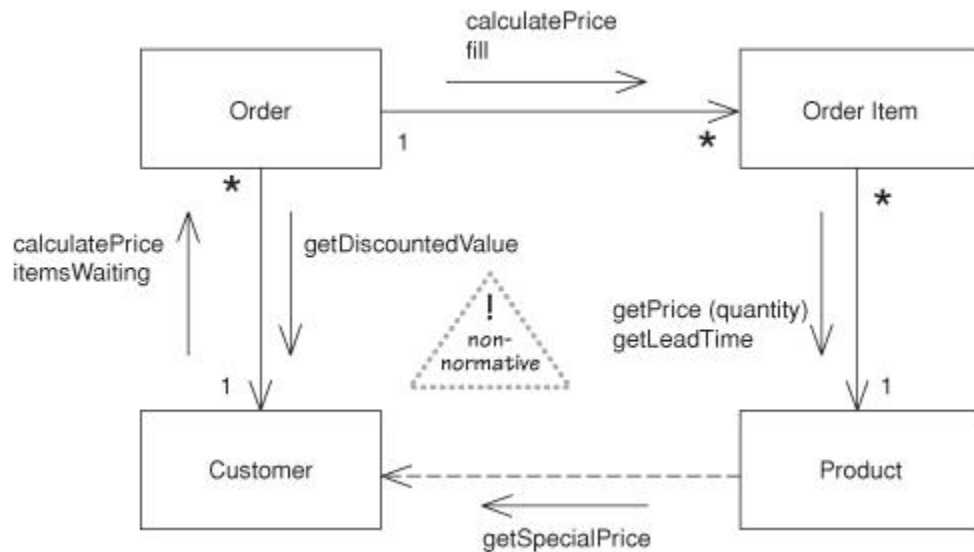 calculatePrice
fill
Order
Order Item
1
*
*
*
calculatePrice
itemsWaiting
getDiscountedValue
!
non-
normative
getPrice (quantity)
getLeadTime
1
1
Customer
Product
getSpecialPrice